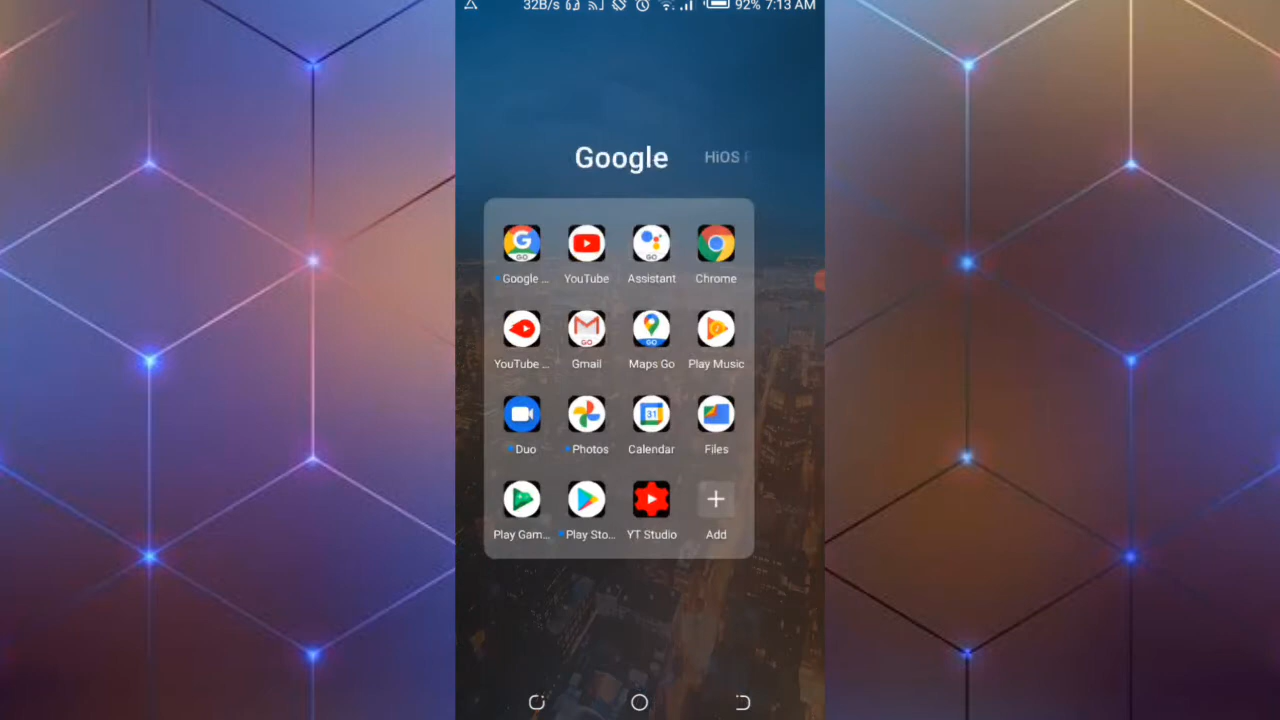 32B/s 92% 7:13 AM
Google HiOS
Google ... YouTube Assistant Chrome
YouTube ... Gmail Maps Go Play Music
Duo Photos Calendar Files
Play Gam... Play Sto... YT Studio Add